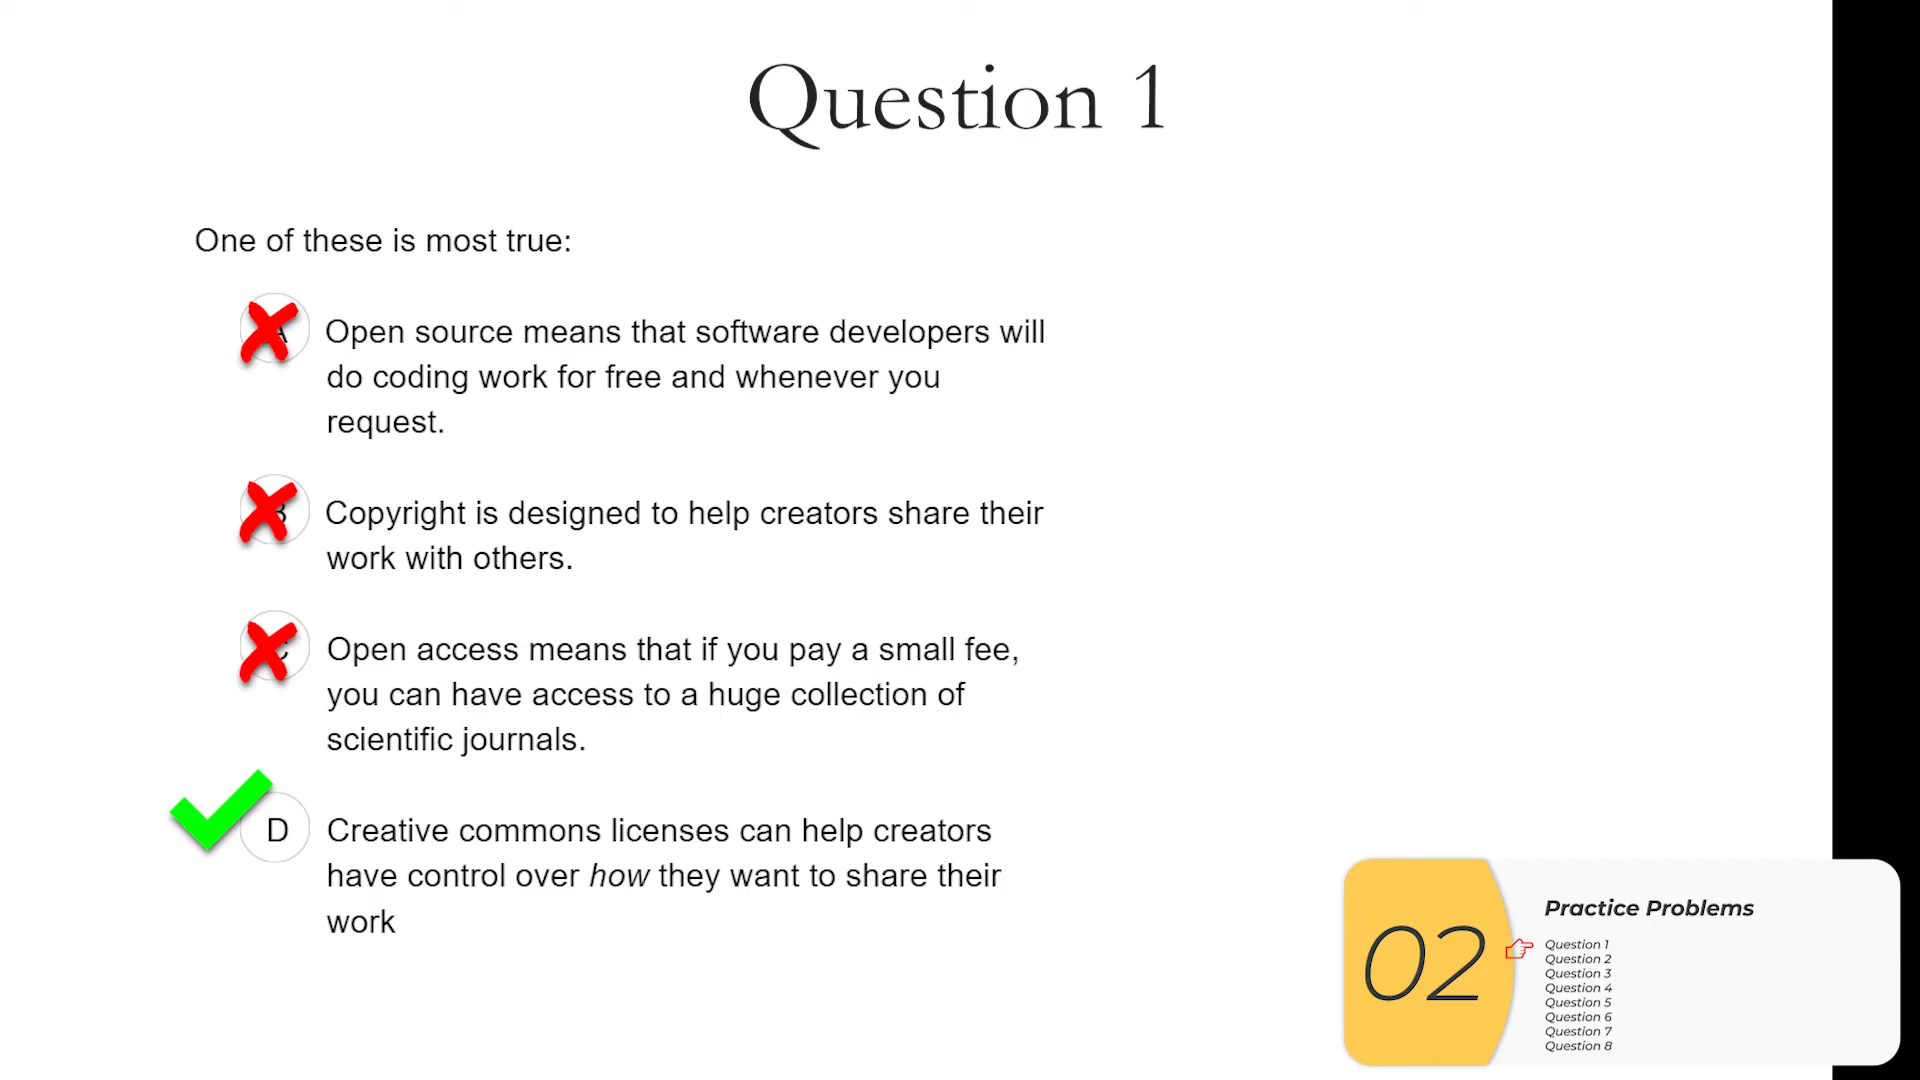 Question 1
One of these is most true:
Open source means that software developers will
do coding work for free and whenever you
request.
Copyright is designed to help creators share their
work with others.
Open access means that if you pay a small fee,
you can have access to a huge collection of
scientific journals.
D Creative commons licenses can help creators
have control over how they want to share their
work
02
Practice Problems
Question 1
Question 2
Question 3
Question 4
Question 5
Question 6
Question 7
Question 8